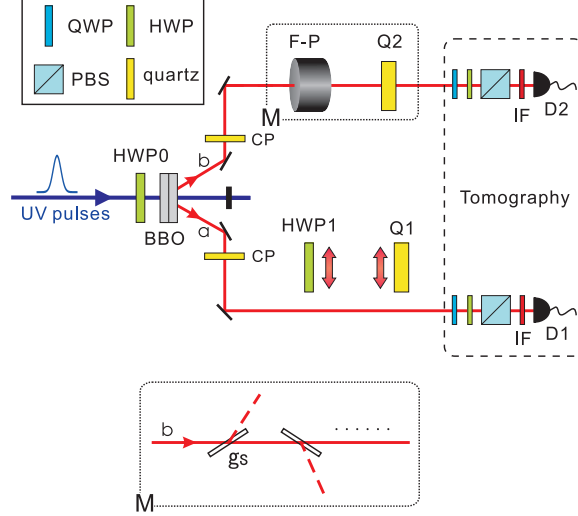 QWP
HWP
PBS
quartz
F-P
Q2
M
CP
b
HWP0
UV pulses
BBO
a
CP
HWP1
Q1
IF
D2
Tomography
IF
D1
b
gs
......
M